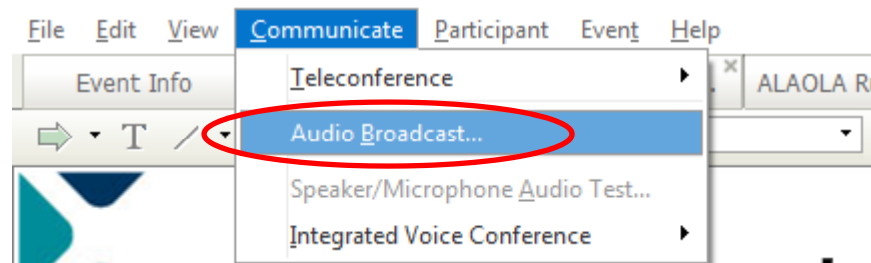 File Edit View Communicate Participant Event Help
Event Info
Teleconference
ALAOLA
T
Audio Broadcast...
Speaker/Microphone Audio Test...
Integrated Voice Conference